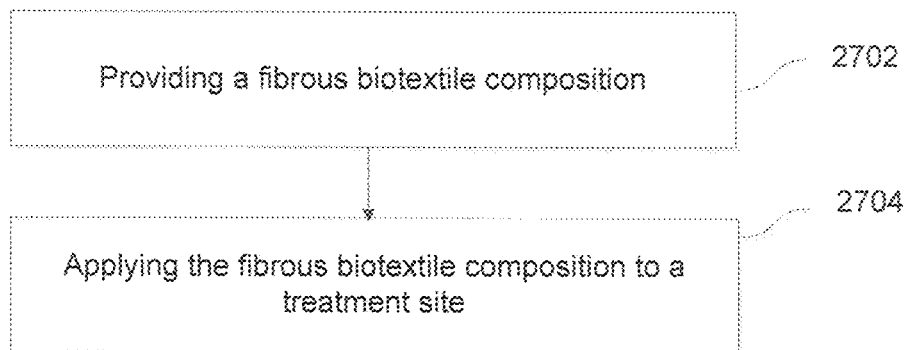 Providing a fibrous biotextile composition
2702
2704
Applying the fibrous biotextile composition to a
treatment site